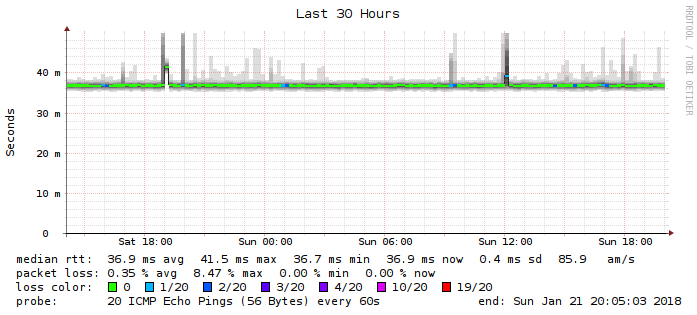 Last 30 Hours
RRDTOOL / TOBI OETIKER
Seconds
40 m
30 m
20 m
10 m
0
Sat 18:00 Sun 00:00 Sun 06:00 Sun 12:00 Sun 18:00
median rtt: 36.9 ms avg 41.5 ms max 36.7 ms min 36.9 ms now 0.4 ms sd 85.9 am/s
packet loss: 0.35 % avg 8.47 % max 0.00 % min 0.00 % now
loss color: 0 1/20 2/20 3/20 4/20 10/20 19/20
probe: 20 ICMP Echo Pings (56 Bytes) every 60s end: Sun Jan 21 20:05:03 2018